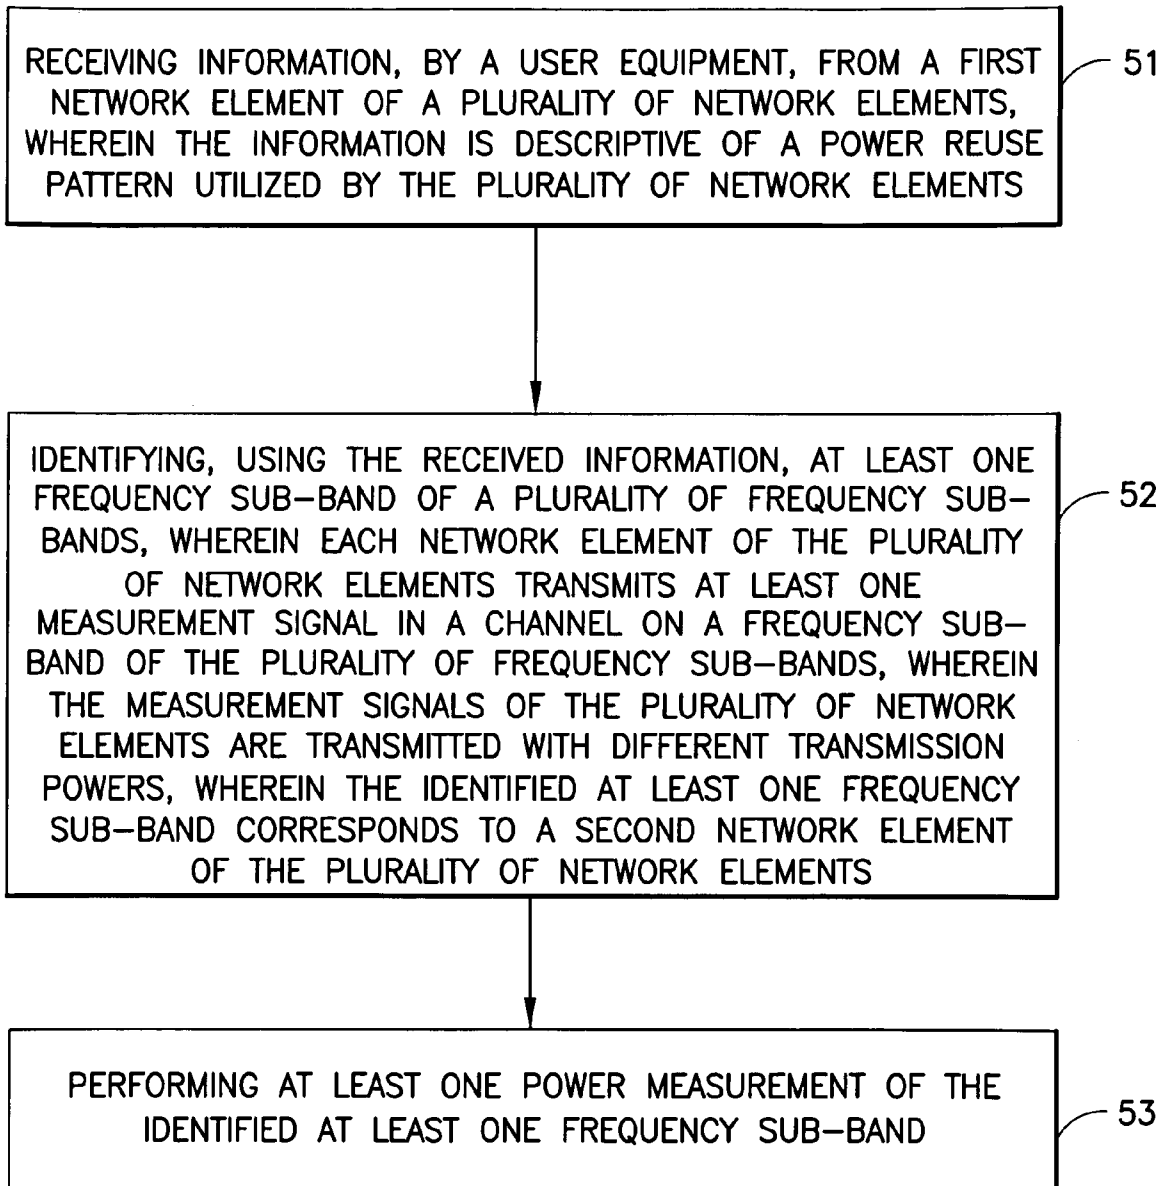 RECEIVING INFORMATION, BY A USER EQUIPMENT, FROM A FIRST
NETWORK ELEMENT OF A PLURALITY OF NETWORK ELEMENTS,
WHEREIN THE INFORMATION IS DESCRIPTIVE OF A POWER REUSE
PATTERN UTILIZED BY THE PLURALITY OF NETWORK ELEMENTS
51
IDENTIFYING, USING THE RECEIVED INFORMATION, AT LEAST ONE
FREQUENCY SUB-BAND OF A PLURALITY OF FREQUENCY SUB-
BANDS, WHEREIN EACH NETWORK ELEMENT OF THE PLURALITY
OF NETWORK ELEMENTS TRANSMITS AT LEAST ONE
MEASUREMENT SIGNAL IN A CHANNEL ON A FREQUENCY SUB-
BAND OF THE PLURALITY OF FREQUENCY SUB-BANDS, WHEREIN
THE MEASUREMENT SIGNALS OF THE PLURALITY OF NETWORK
ELEMENTS ARE TRANSMITTED WITH DIFFERENT TRANSMISSION
POWERS, WHEREIN THE IDENTIFIED AT LEAST ONE FREQUENCY
SUB-BAND CORRESPONDS TO A SECOND NETWORK ELEMENT
OF THE PLURALITY OF NETWORK ELEMENTS
52
PERFORMING AT LEAST ONE POWER MEASUREMENT OF THE
IDENTIFIED AT LEAST ONE FREQUENCY SUB-BAND
53